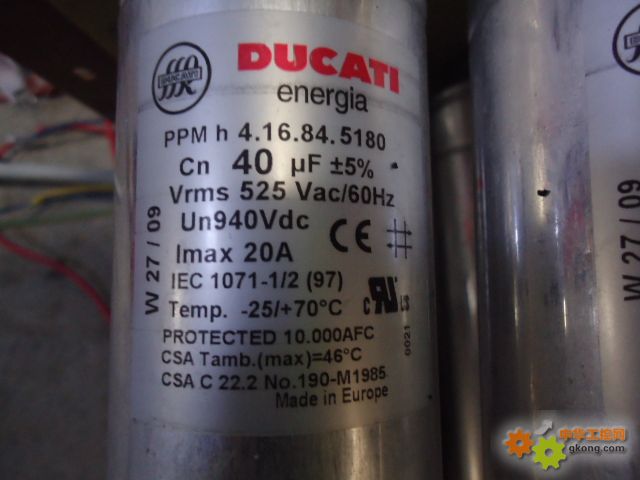 DUCATI
energia
PPM h 4.16.84.5180
Cn 40 µF ±5%
Vrms 525 Vac/60Hz
Un940Vdc
Imax 20A
CE
IEC 1071-1/2 (97)
Temp. -25/+70°C
PROTECTED 10.000AFC
CSA Tamb.(max)=46°C
CSA C 22.2 No.190-M1985
Made in Europe
W 27 / 09
0021
W 27 / 09
中华工控网
gkong.com